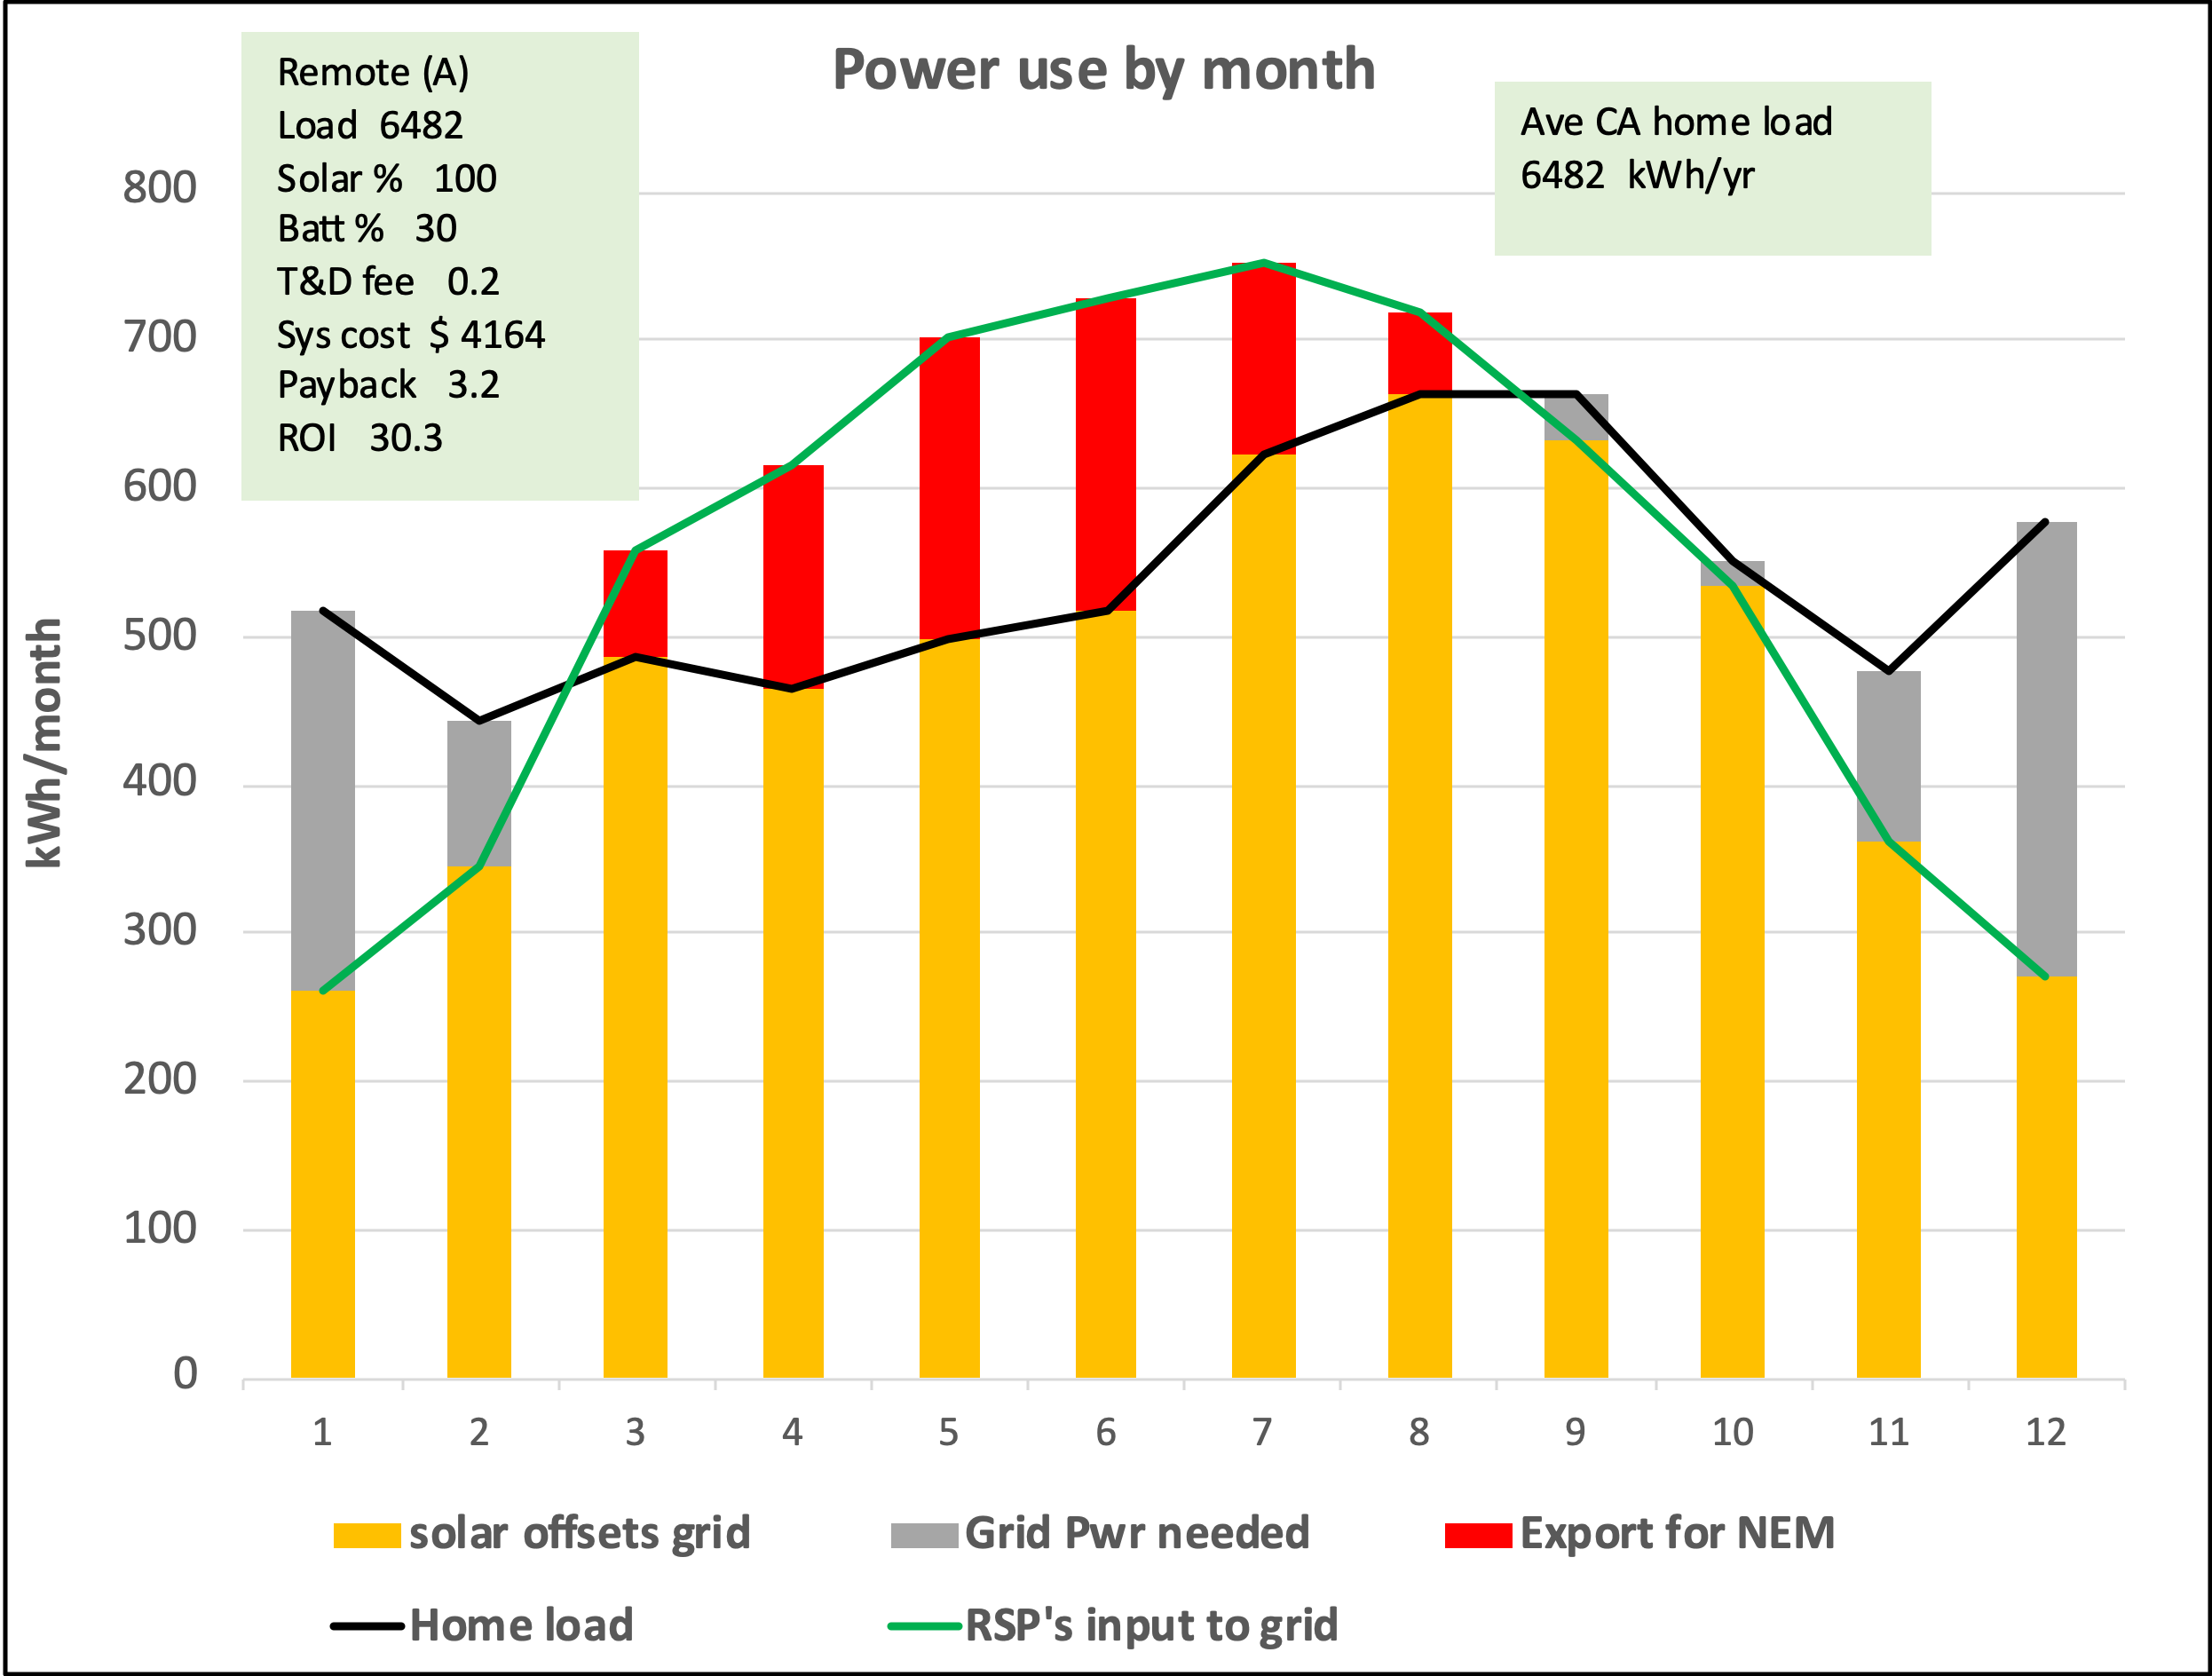 Power use by month
Remote (A)
Load 6482
Solar % 100
Batt % 30
T&D fee 0.2
Sys cost $ 4164
Payback 3.2
ROI 30.3
Ave CA home load
6482 kWh/yr
kWh/month
800
700
600
500
400
300
200
100
0
1 2 3 4 5 6 7 8 9 10 11 12
solar offsets grid Grid Pwr needed Export for NEM
Home load RSP's input to grid